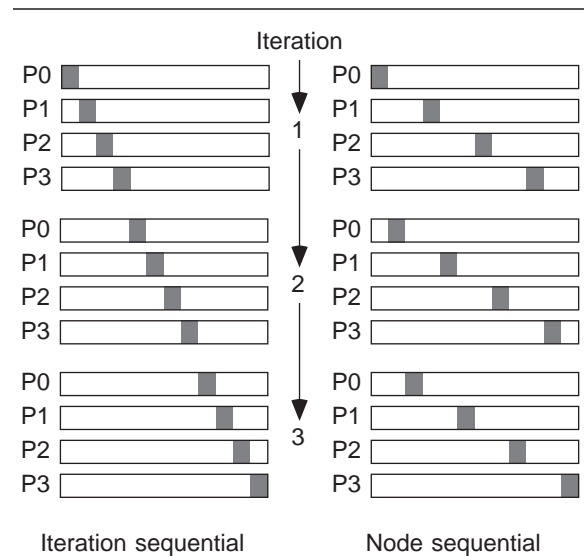 Iteration
P0 P0
P1 P1
1
P2 P2
P3 P3
P0 P0
P1 P1
2
P2 P2
P3 P3
P0 P0
P1 P1
3
P2 P2
P3 P3
Iteration sequential Node sequential